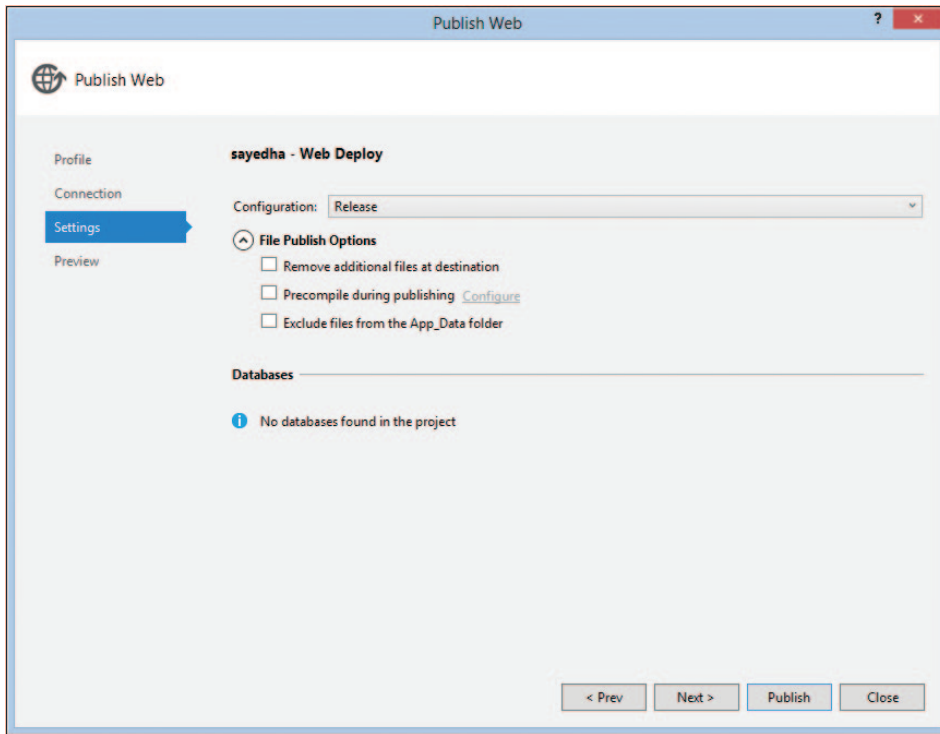 Publish Web
?
Publish Web
Profile
Connection
Settings
Preview
sayedha - Web Deploy
Configuration: Release
File Publish Options
Remove additional files at destination
Precompile during publishing Configure
Exclude files from the App_Data folder
Databases
No databases found in the project
< Prev Next > Publish Close